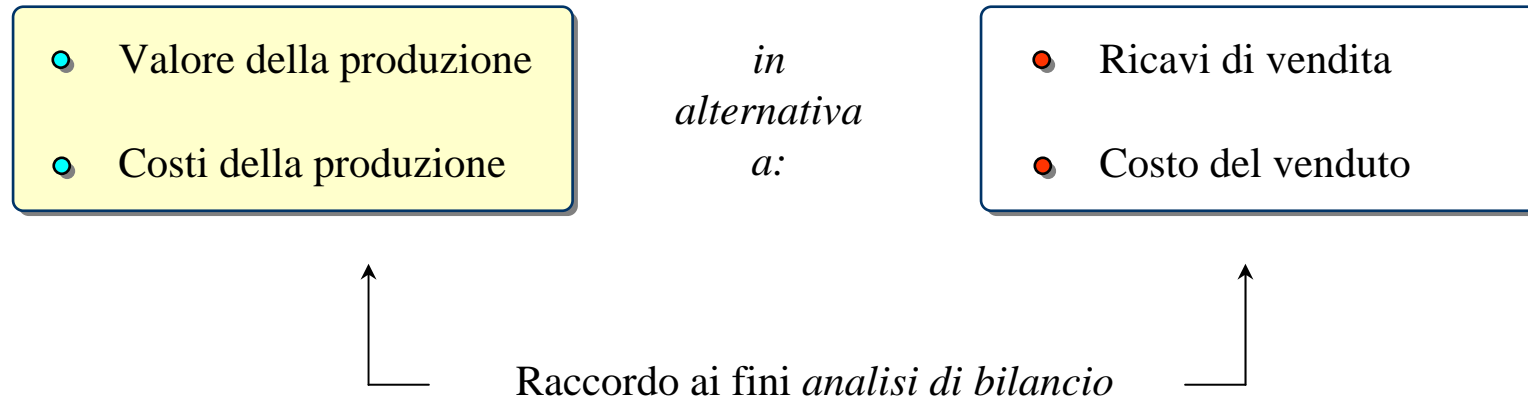 Valore della produzione
Costi della produzione
in
alternativa
a:
Ricavi di vendita
Costo del venduto
Raccordo ai fini analisi di bilancio